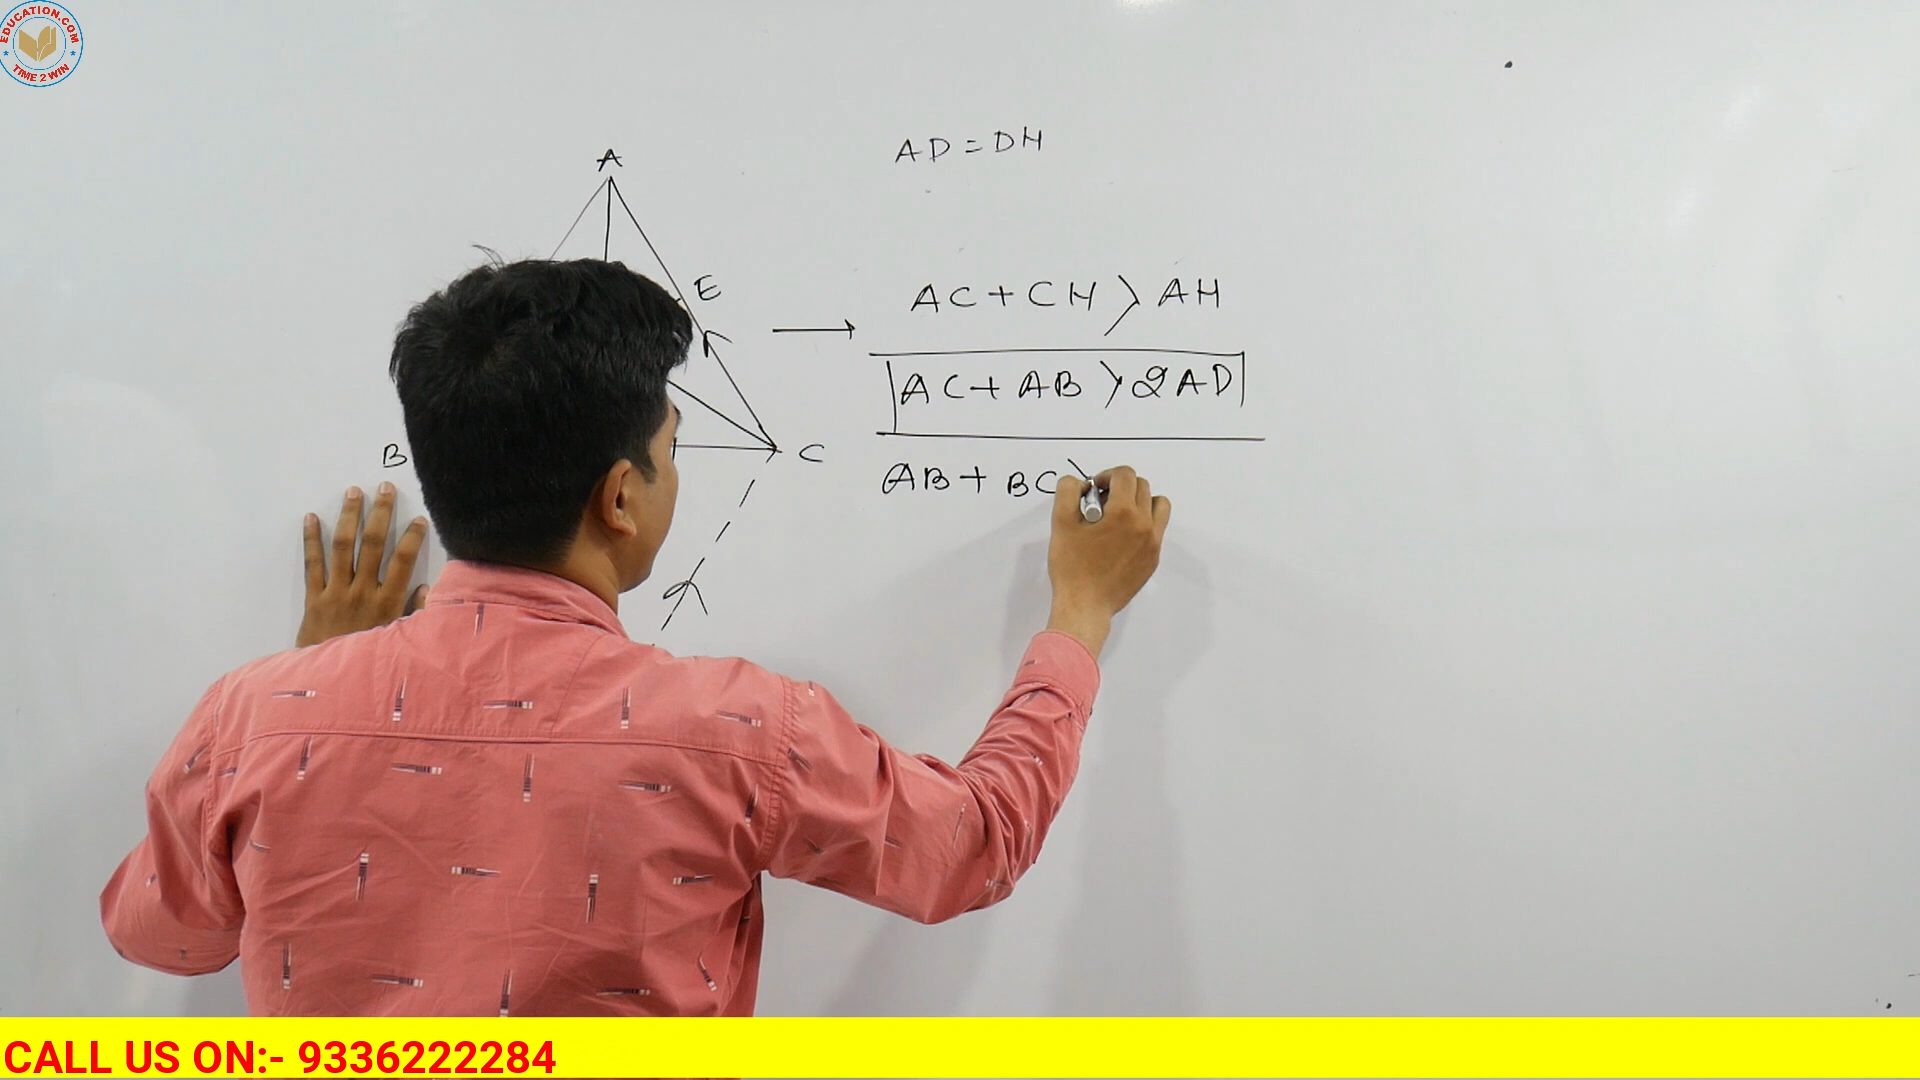 EDUCATION.COM
TIME 2 WIN
AD = DH
A
E
B
C
AC + CH > AH
AC + AB > 2AD
AB + BC >
CALL US ON:- 9336222284